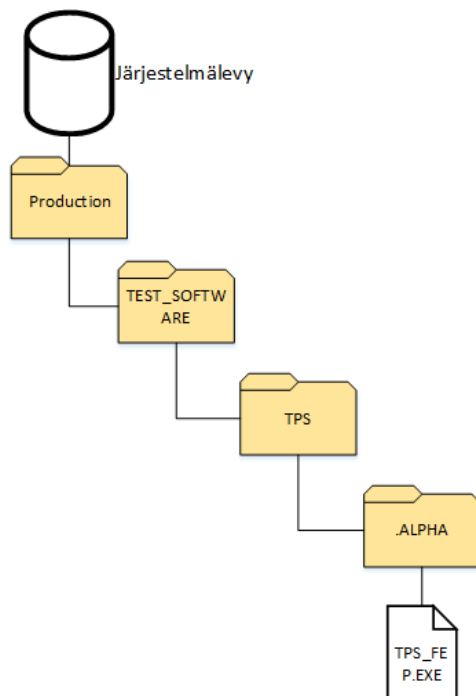 Järjestelmälevy
Production
TEST_SOFTW
ARE
TPS
.ALPHA
TPS_FE
P.EXE